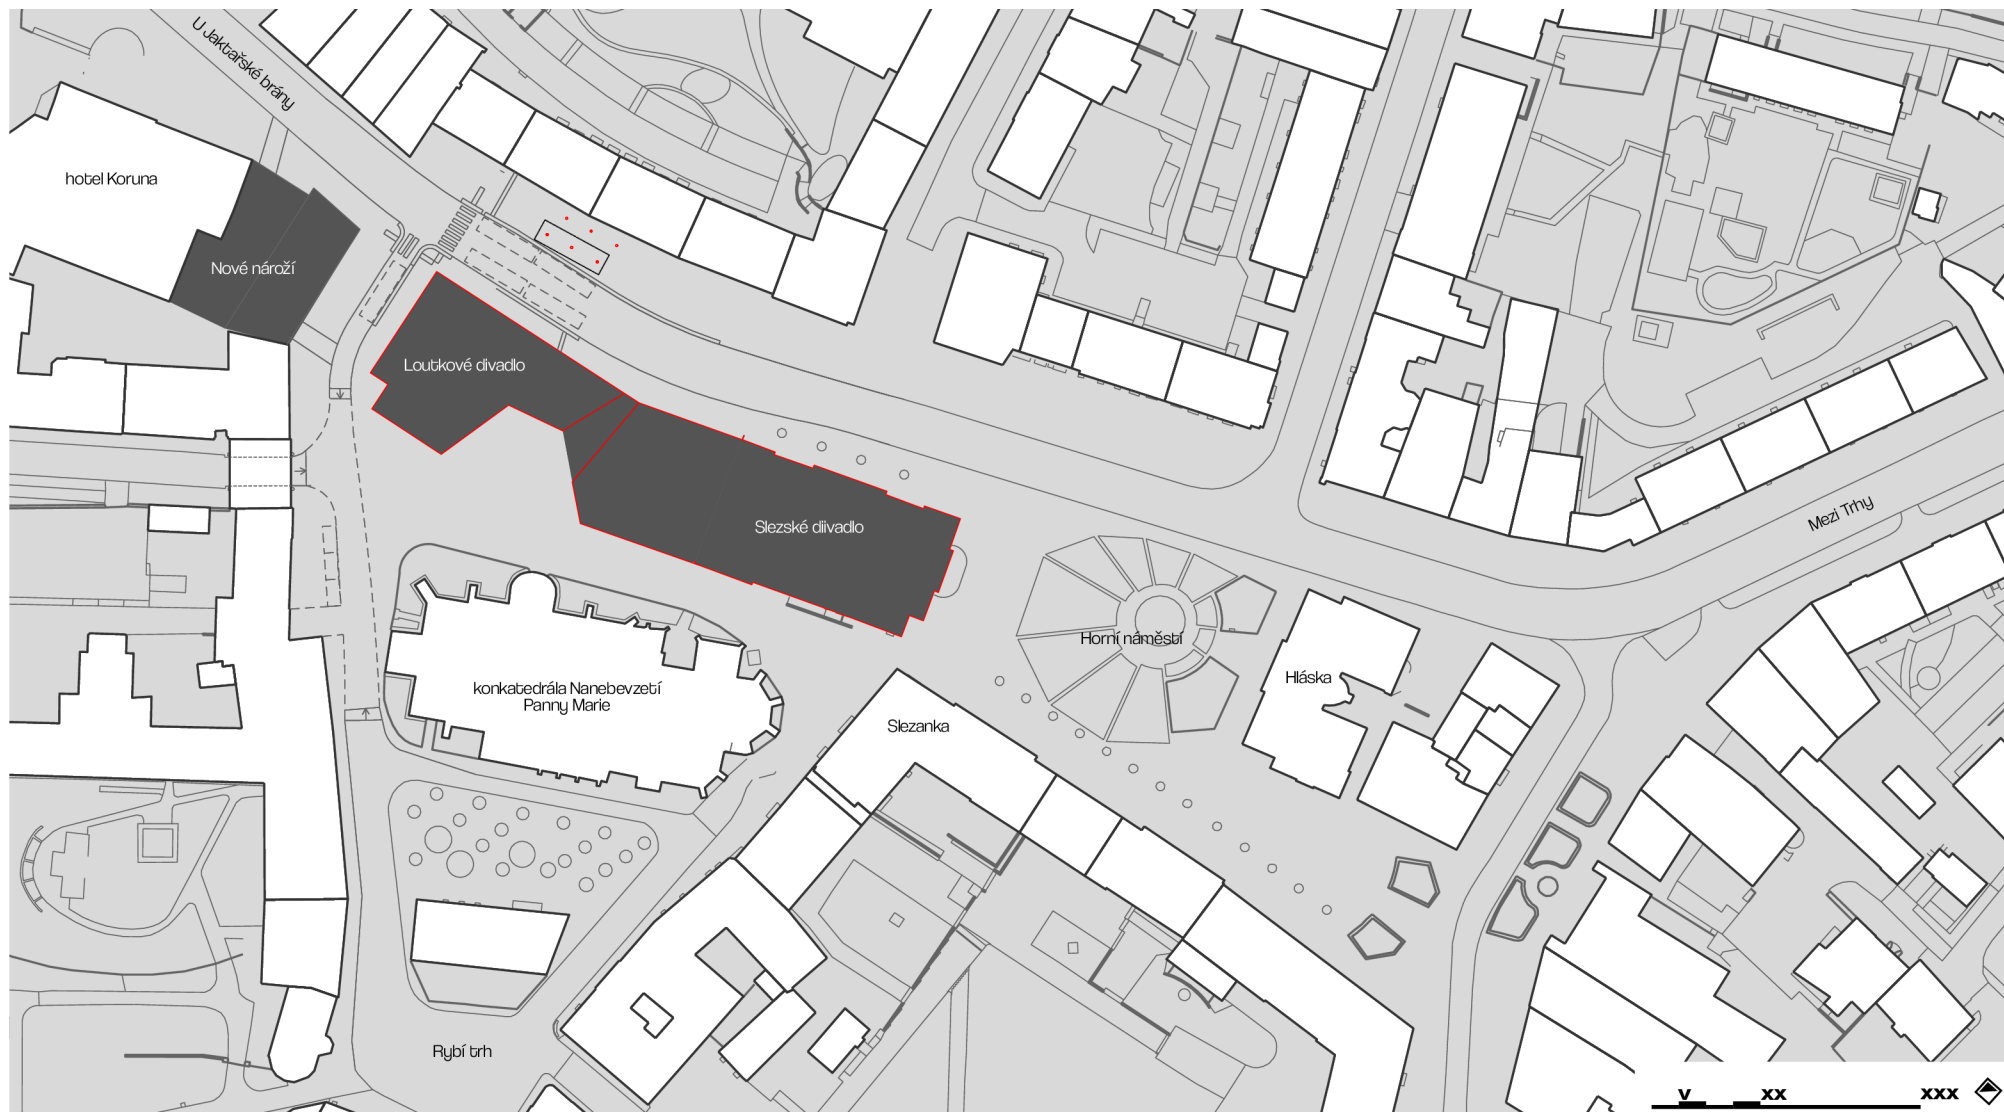 U Jaktařské brány
hotel Koruna
Nové nároží
Loutkové divadlo
Slezské diivadlo
Mezi Trhy
Horní náměstí
Hláska
konkatedrála Nanebevzetí
Panny Marie
Slezanka
Rybí trh
V XX XXX